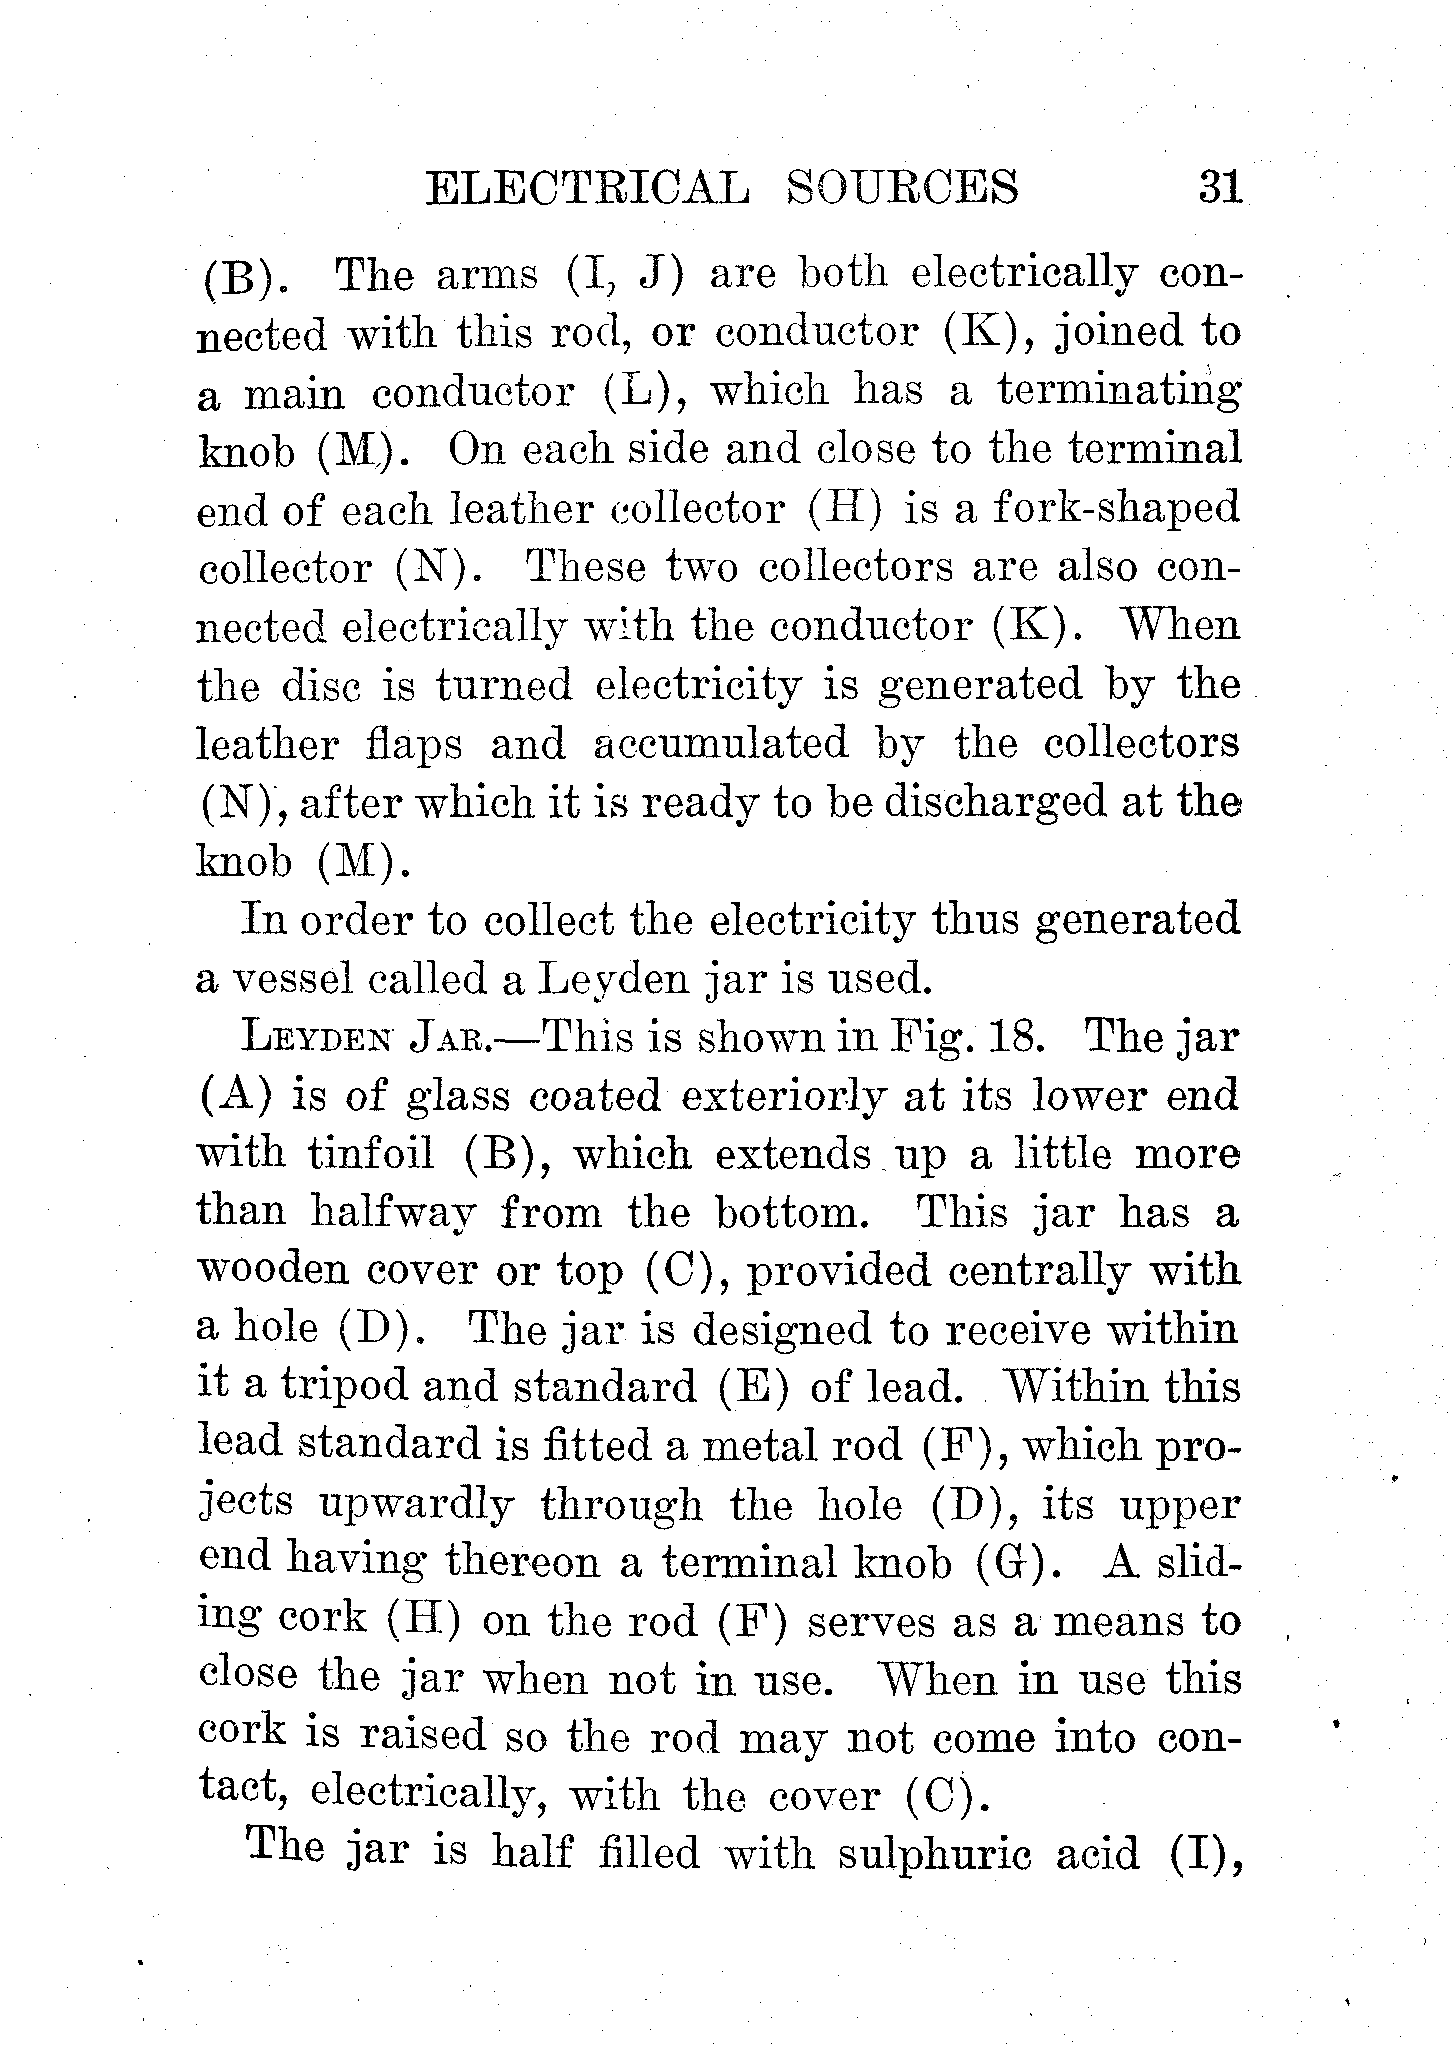 ELECTRICAL SOURCES 31
(B). The arms (I, J) are both electrically con-
nected with this rod, or conductor (K), joined to
a main conductor (L), which has a terminating
knob (M). On each side and close to the terminal
end of each leather collector (H) is a fork-shaped
collector (N). These two collectors are also con-
nected electrically with the conductor (K). When
the disc is turned electricity is generated by the
leather flaps and accumulated by the collectors
(N), after which it is ready to be discharged at the
knob (M).
In order to collect the electricity thus generated
a vessel called a Leyden jar is used.
LEYDEN JAR.—This is shown in Fig. 18. The jar
(A) is of glass coated exteriorly at its lower end
with tinfoil (B), which extends up a little more
than halfway from the bottom. This jar has a
wooden cover or top (C), provided centrally with
a hole (D). The jar is designed to receive within
it a tripod and standard (E) of lead. Within this
lead standard is fitted a metal rod (F), which pro-
jects upwardly through the hole (D), its upper
end having thereon a terminal knob (G). A slid-
ing cork (H) on the rod (F) serves as a means to
close the jar when not in use. When in use this
cork is raised so the rod may not come into con-
tact, electrically, with the cover (C).
The jar is half filled with sulphuric acid (I),